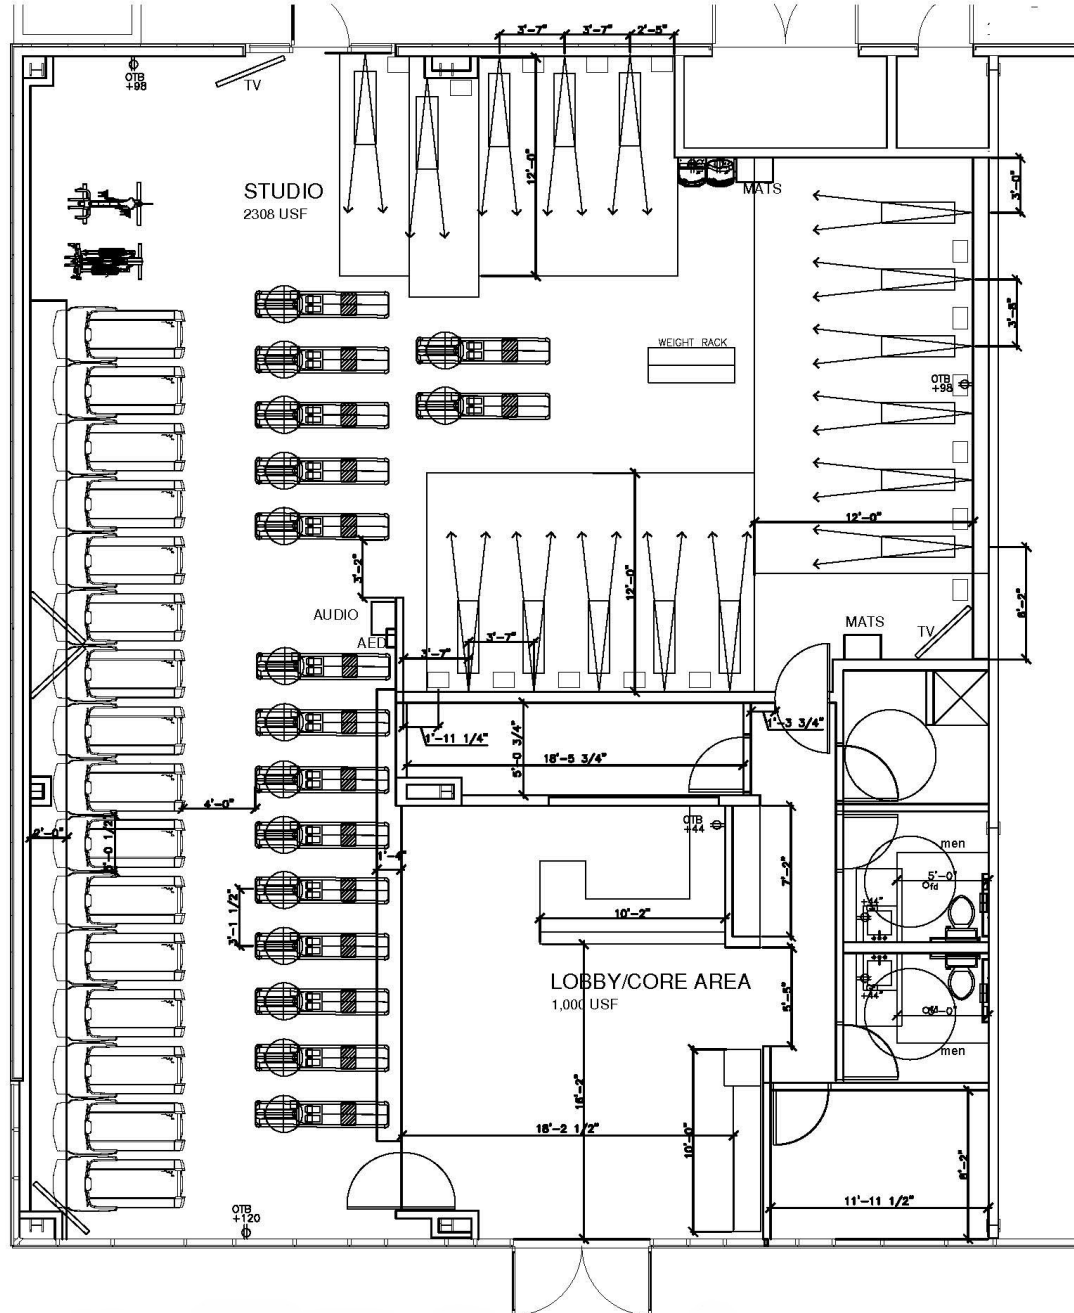 3'-7"
3'-7"
2'-5"
OTB
+98
TV
12'-0"
STUDIO
2308 USF
MATS
3'-0"
3'-8"
WEIGHT RACK
OTB
+98
12'-0"
12'-0"
3'-2"
6'-2"
AUDIO
AED
MATS
TV
3'-7"
3'-7"
1'-11 1/4"
5'-0 3/4"
18'-5 3/4"
1'-3 3/4"
4'-0"
2'-0"
OTB
+44
men
1'-4"
7'-2"
5'-0"
fd
+44"
10'-2"
3'-1 1/2"
LOBBY/CORE AREA
1,000 USF
5'-5"
+44"
men
10'-0"
18'-2 1/2"
11'-11 1/2"
OTB
+120